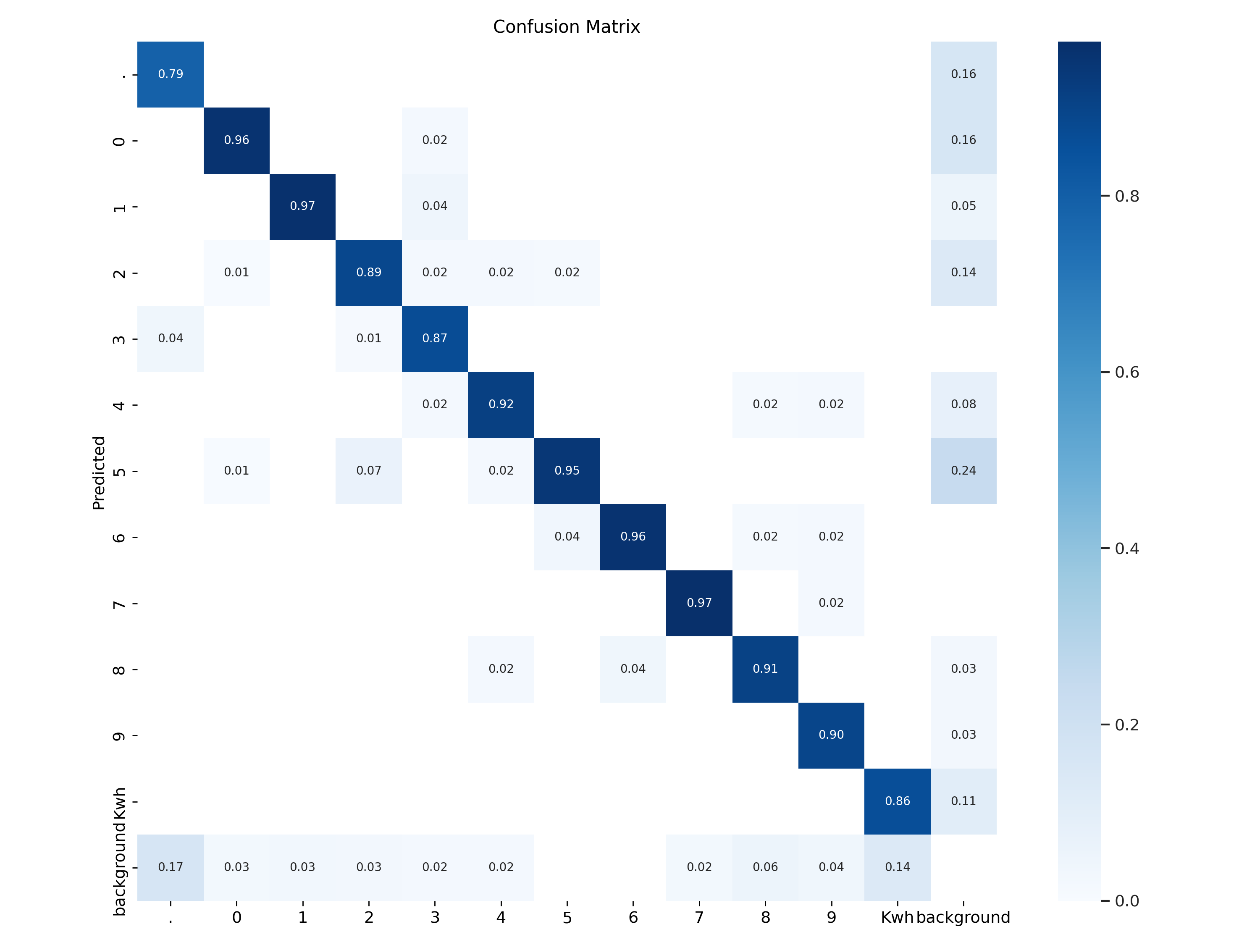 Confusion Matrix
. 0.79 0.16
0 0.96 0.02 0.16
1 0.97 0.04 0.05 0.8
2 0.01 0.89 0.02 0.02 0.02 0.14
3 0.04 0.01 0.87 0.6
4 0.02 0.92 0.02 0.02 0.08
Predicted
5 0.01 0.07 0.02 0.95 0.24
6 0.04 0.96 0.02 0.02 0.4
7 0.97 0.02
8 0.02 0.04 0.91 0.03
9 0.90 0.03 0.2
Kwh 0.86 0.11
background 0.17 0.03 0.03 0.03 0.02 0.02 0.02 0.06 0.04 0.14 0.0
. 0 1 2 3 4 5 6 7 8 9 Kwh background